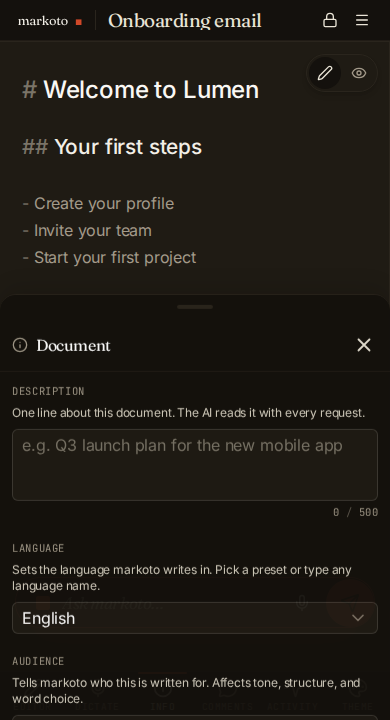 markoto
Onboarding email
# Welcome to Lumen
## Your first steps
- Create your profile
- Invite your team
- Start your first project
Document
DESCRIPTION
One line about this document. The AI reads it with every request.
e.g. Q3 launch plan for the new mobile app
0 / 500
LANGUAGE
Sets the language markoto writes in. Pick a preset or type any
language name.
English
AUDIENCE
Tells markoto who this is written for. Affects tone, structure, and
word choice.